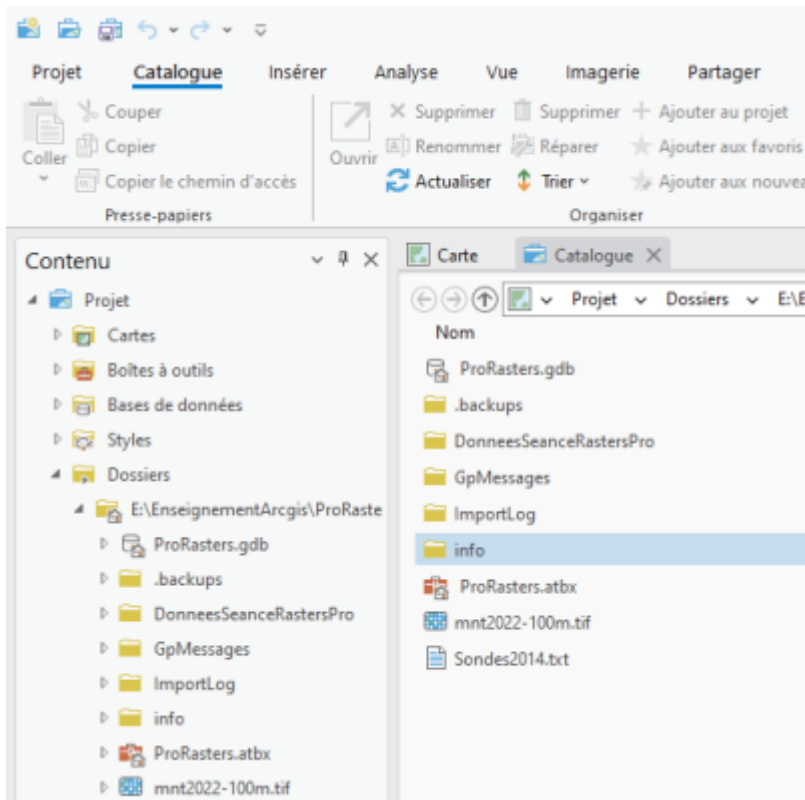 Projet Catalogue Insérer Analyse Vue Imagerie Partager
Couper Supprimer Supprimer Ajouter au projet
Coller Copier Ouvrir Renommer Réparer Ajouter aux favoris
Copier le chemin d'accès Actualiser Trier Ajouter aux
Presse-papiers Organiser
Contenu
Projet
Cartes
Boîtes à outils
Bases de données
Styles
Dossiers
E:\EnseignementArcgis\ProRaste
ProRasters.gdb
.backups
DonneesSeanceRastersPro
GpMessages
ImportLog
info
ProRasters.atbx
mnt2022-100m.tif
Carte Catalogue
Projet Dossiers E:\E
Nom
ProRasters.gdb
.backups
DonneesSeanceRastersPro
GpMessages
ImportLog
info
ProRasters.atbx
mnt2022-100m.tif
Sondes2014.txt